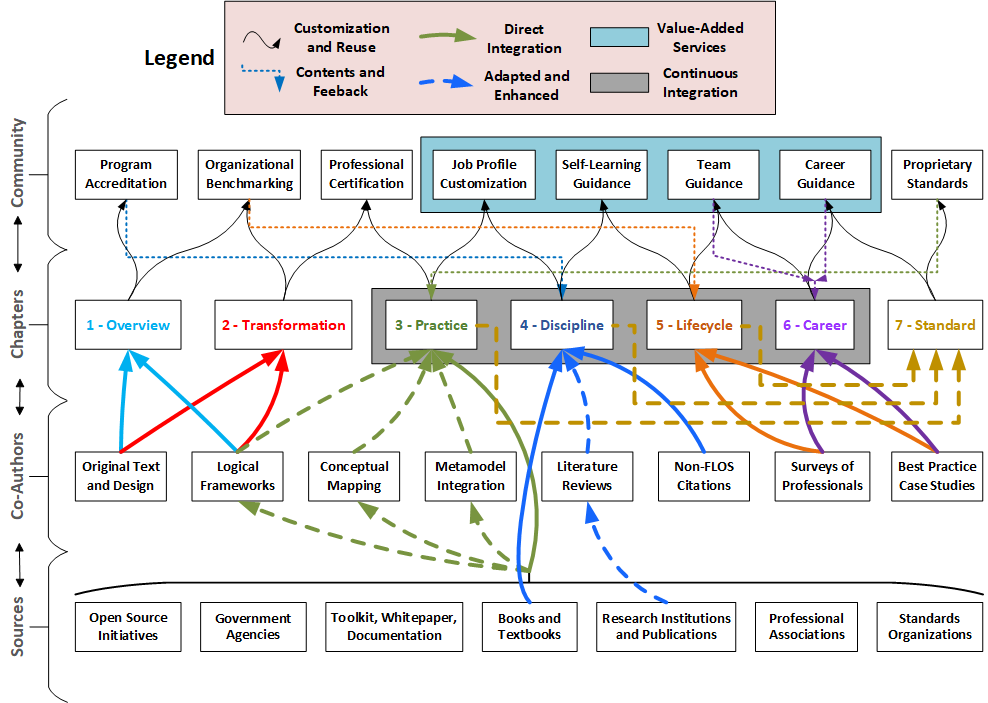 Legend
Customization
and Reuse
Direct
Integration
Value-Added
Services
Contents and
Feeback
Adapted and
Enhanced
Continuous
Integration
Community
Program
Accreditation
Organizational
Benchmarking
Professional
Certification
Job Profile
Customization
Self-Learning
Guidance
Team
Guidance
Career
Guidance
Proprietary
Standards
Chapters
1 - Overview
2 - Transformation
3 - Practice
4 - Discipline
5 - Lifecycle
6 - Career
7 - Standard
Co-Authors
Original Text
and Design
Logical
Frameworks
Conceptual
Mapping
Metamodel
Integration
Literature
Reviews
Non-FLOS
Citations
Surveys of
Professionals
Best Practice
Case Studies
Sources
Open Source
Initiatives
Government
Agencies
Toolkit, Whitepaper,
Documentation
Books and
Textbooks
Research Institutions
and Publications
Professional
Associations
Standards
Organizations